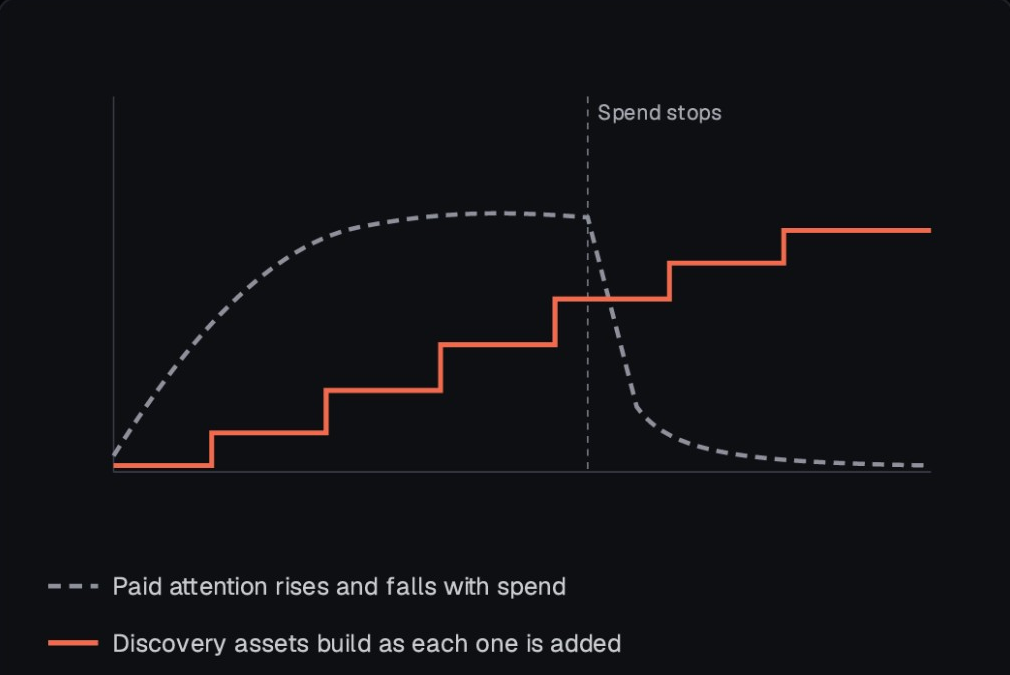 Spend stops
Paid attention rises and falls with spend
Discovery assets build as each one is added